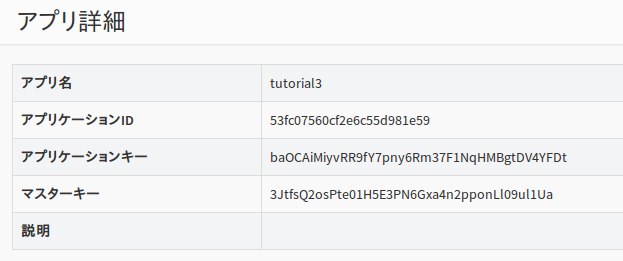 アプリ詳細
アプリ名 tutorial3
アプリケーションID 53fc07560cf2e6c55d981e59
アプリケーションキー baOCAiMiyvRR9fY7pny6Rm37F1NqHMBgtDV4YFDt
マスターキー 3JtfsQ2osPte01H5E3PN6Gxa4n2pponLl09ul1Ua
説明